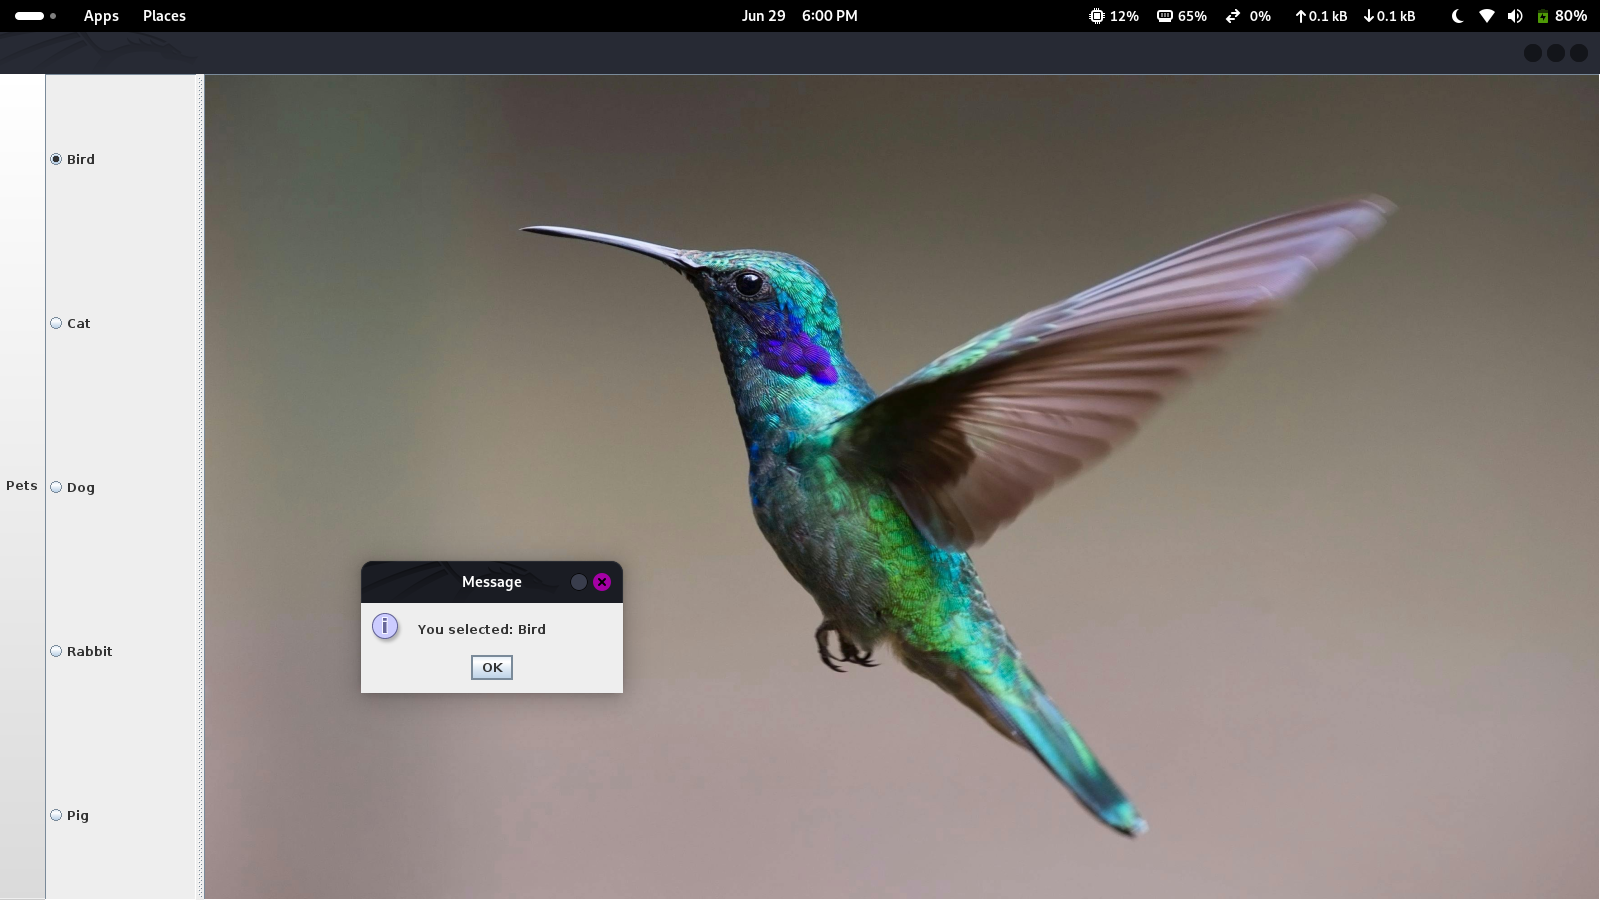 Apps Places Jun 29 6:00 PM 12% 65% 0% 0.1 kB 0.1 kB 80%
Bird
Cat
Pets
Dog
Message
You selected: Bird
OK
Rabbit
Pig